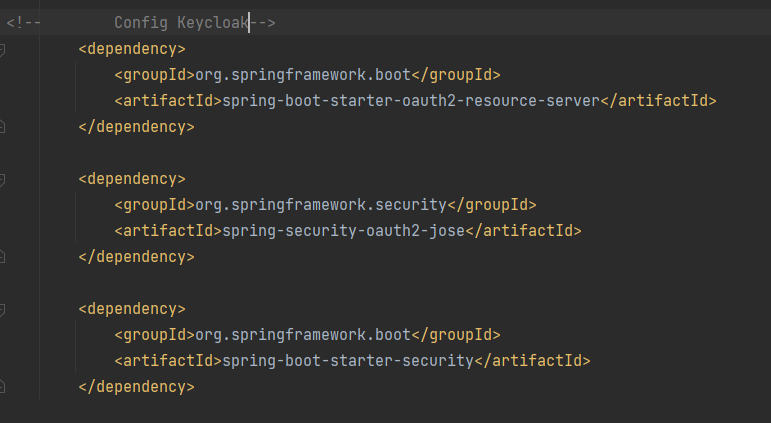 <!--        Config Keycloak-->
        <dependency>
            <groupId>org.springframework.boot</groupId>
            <artifactId>spring-boot-starter-oauth2-resource-server</artifactId>
        </dependency>
        <dependency>
            <groupId>org.springframework.security</groupId>
            <artifactId>spring-security-oauth2-jose</artifactId>
        </dependency>
        <dependency>
            <groupId>org.springframework.boot</groupId>
            <artifactId>spring-boot-starter-security</artifactId>
        </dependency>